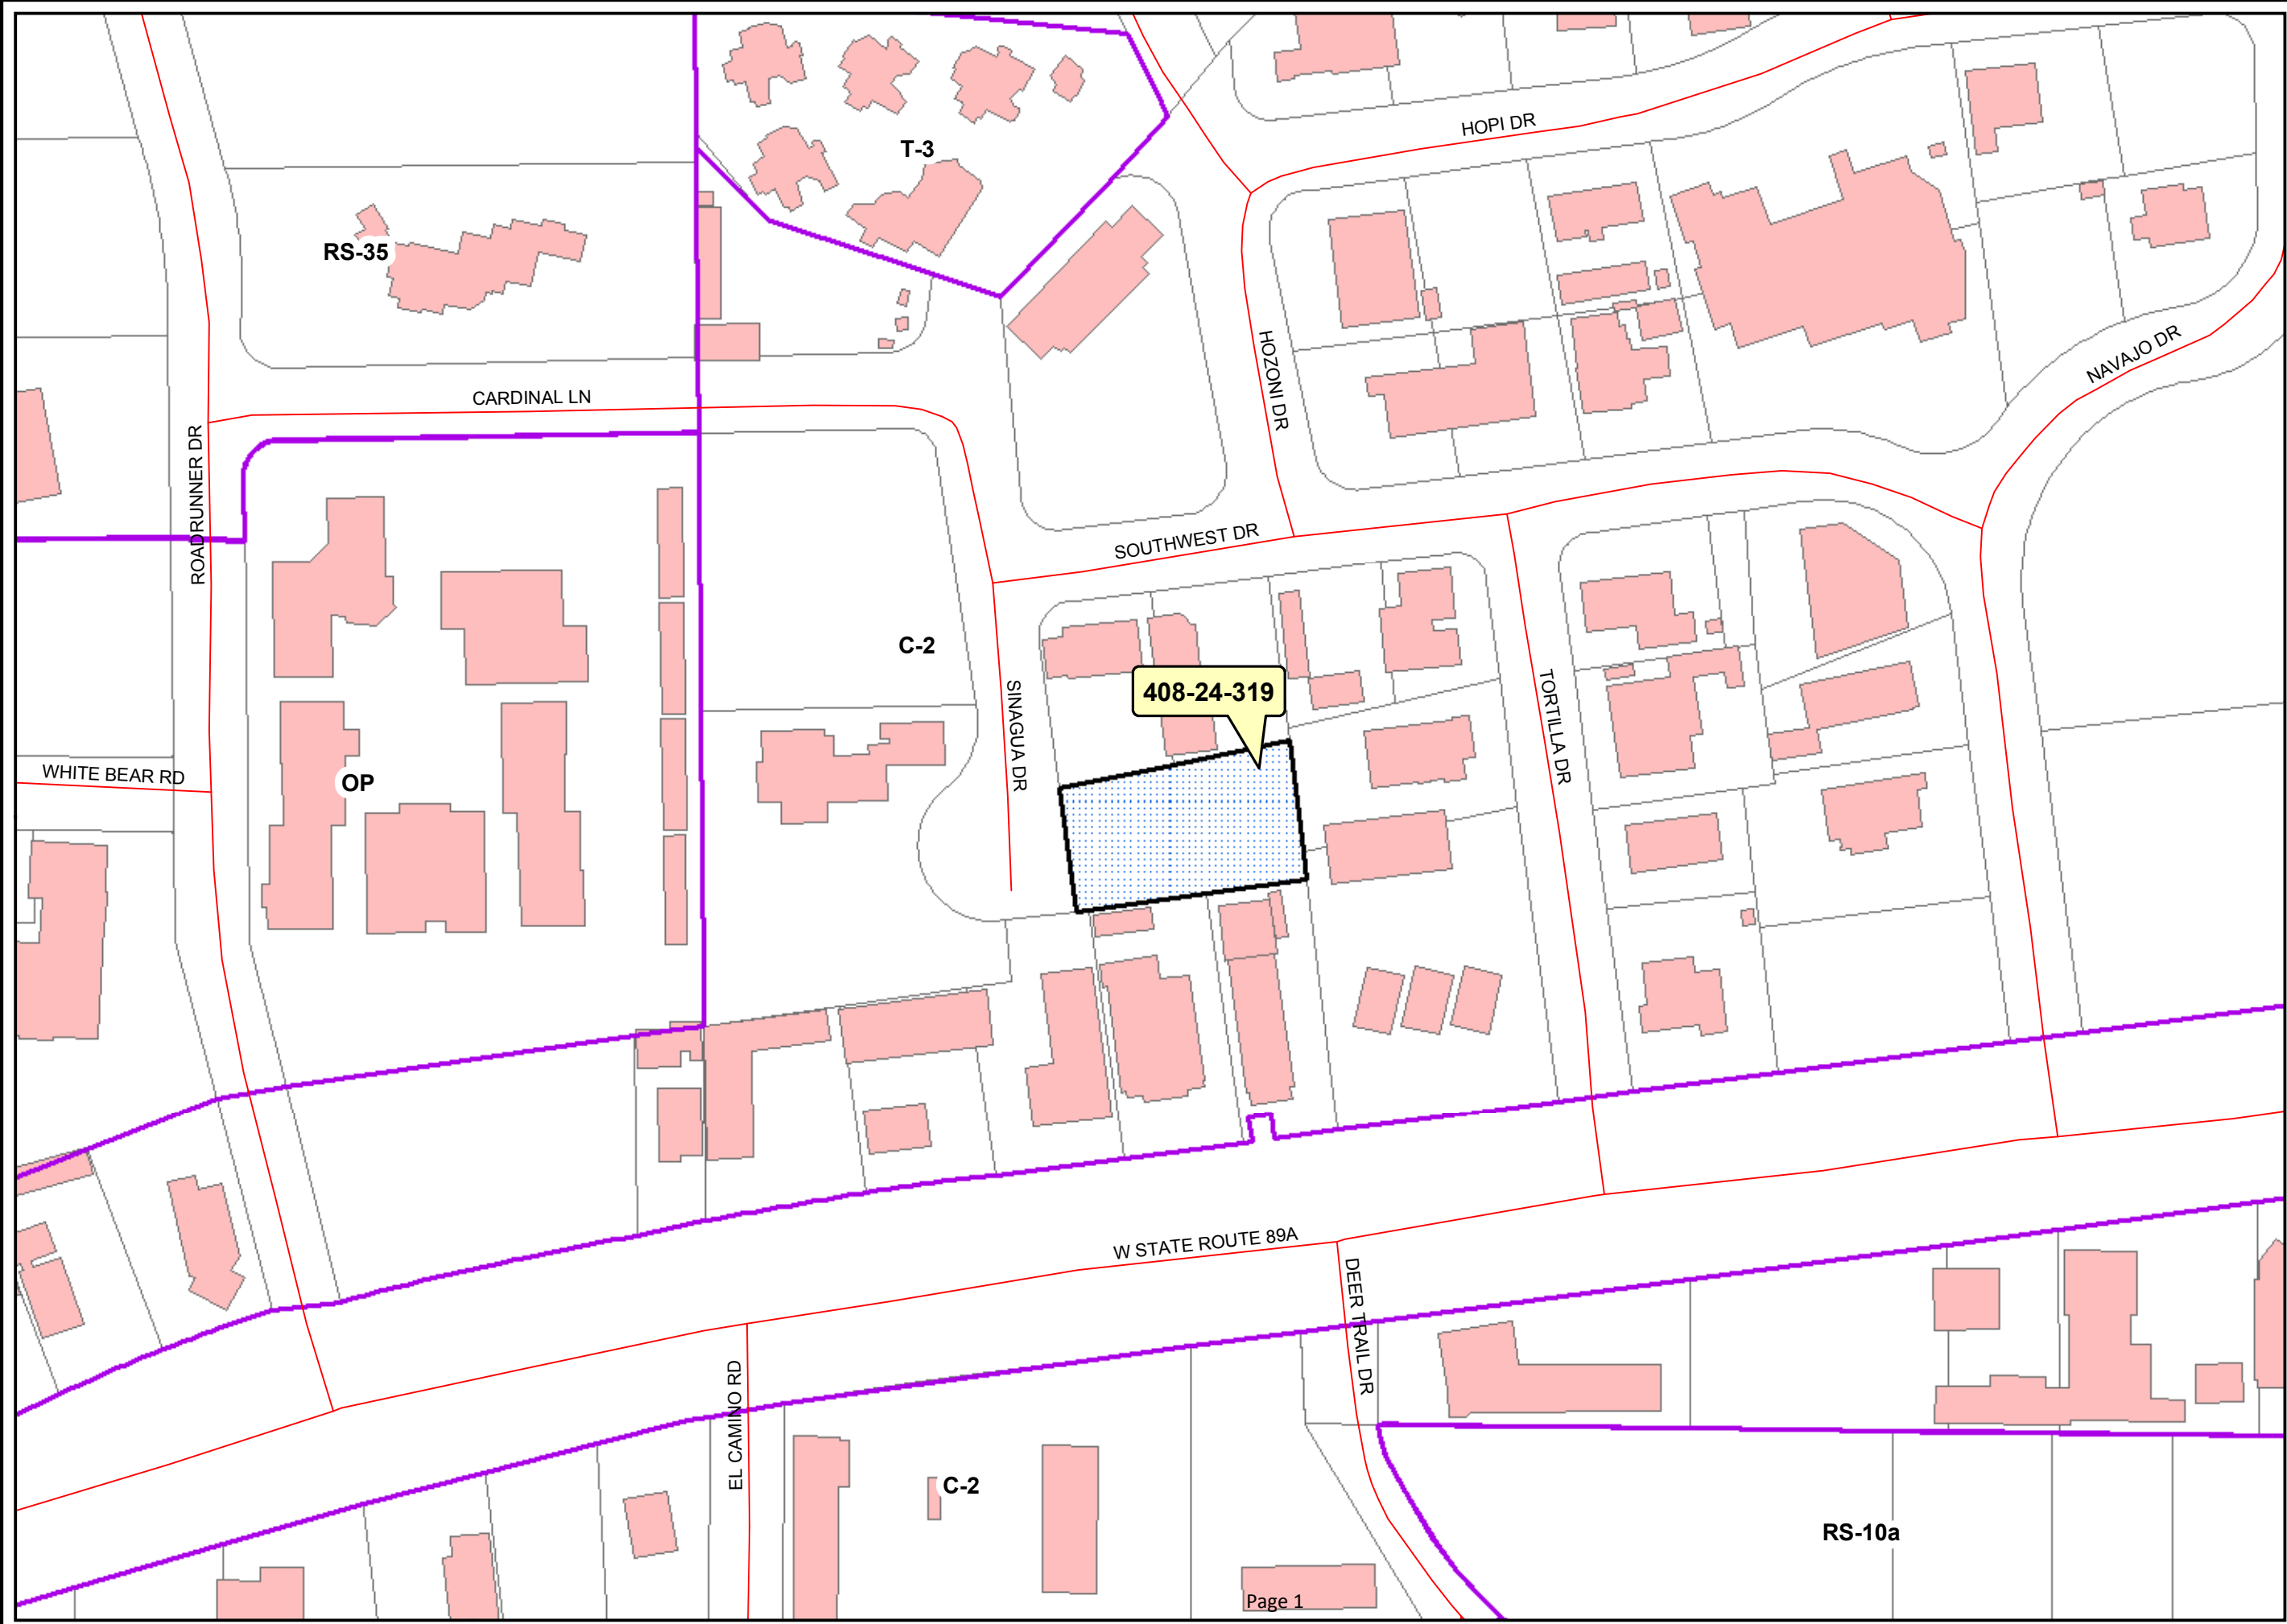 HOPI DR
T-3
RS-35
NAVAJO DR
HOZONI DR
CARDINAL LN
ROADRUNNER DR
SOUTHWEST DR
C-2
408-24-319
SINAGUA DR
TORTILLA DR
WHITE BEAR RD
OP
W STATE ROUTE 89A
DEER TRAIL DR
EL CAMINO RD
C-2
RS-10a
Page 1